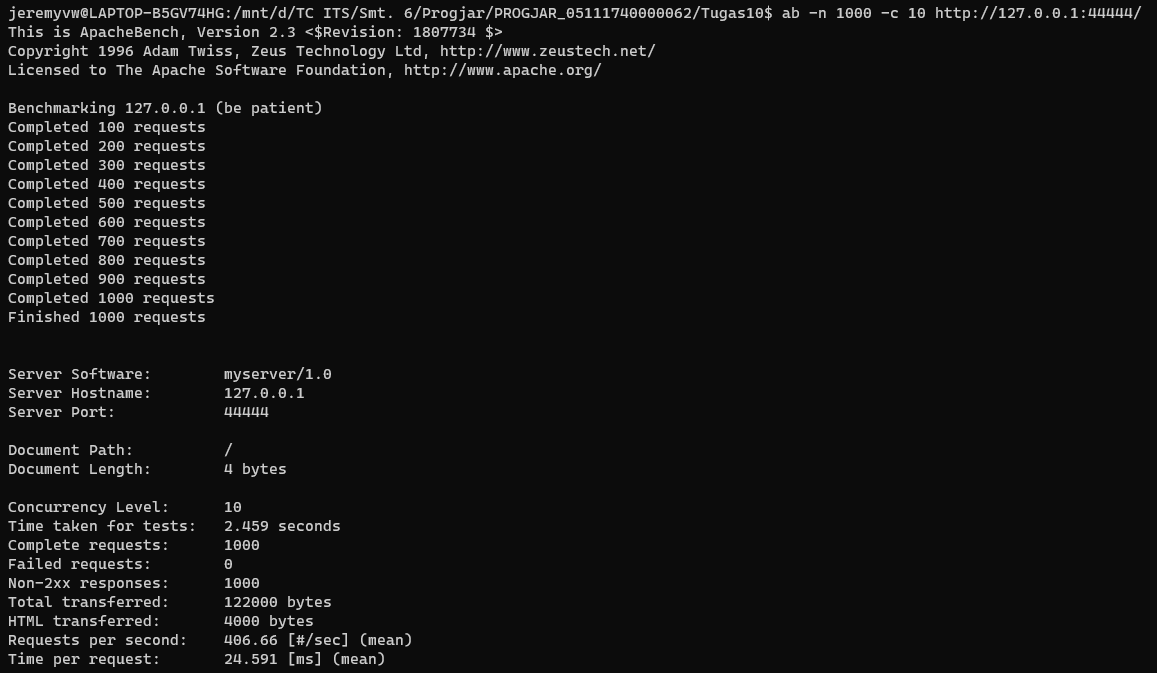 jeremyvw@LAPTOP-B5GV74HG:/mnt/d/TC ITS/Smt. 6/Progjar/PROGJAR_05111740000062/Tugas10$ ab -n 1000 -c 10 http://127.0.0.1:44444/
This is ApacheBench, Version 2.3 <$Revision: 1807734 $>
Copyright 1996 Adam Twiss, Zeus Technology Ltd, http://www.zeustech.net/
Licensed to The Apache Software Foundation, http://www.apache.org/

Benchmarking 127.0.0.1 (be patient)
Completed 100 requests
Completed 200 requests
Completed 300 requests
Completed 400 requests
Completed 500 requests
Completed 600 requests
Completed 700 requests
Completed 800 requests
Completed 900 requests
Completed 1000 requests
Finished 1000 requests


Server Software:        myserver/1.0
Server Hostname:        127.0.0.1
Server Port:            44444

Document Path:          /
Document Length:        4 bytes

Concurrency Level:      10
Time taken for tests:   2.459 seconds
Complete requests:      1000
Failed requests:        0
Non-2xx responses:      1000
Total transferred:      122000 bytes
HTML transferred:       4000 bytes
Requests per second:    406.66 [#/sec] (mean)
Time per request:       24.591 [ms] (mean)